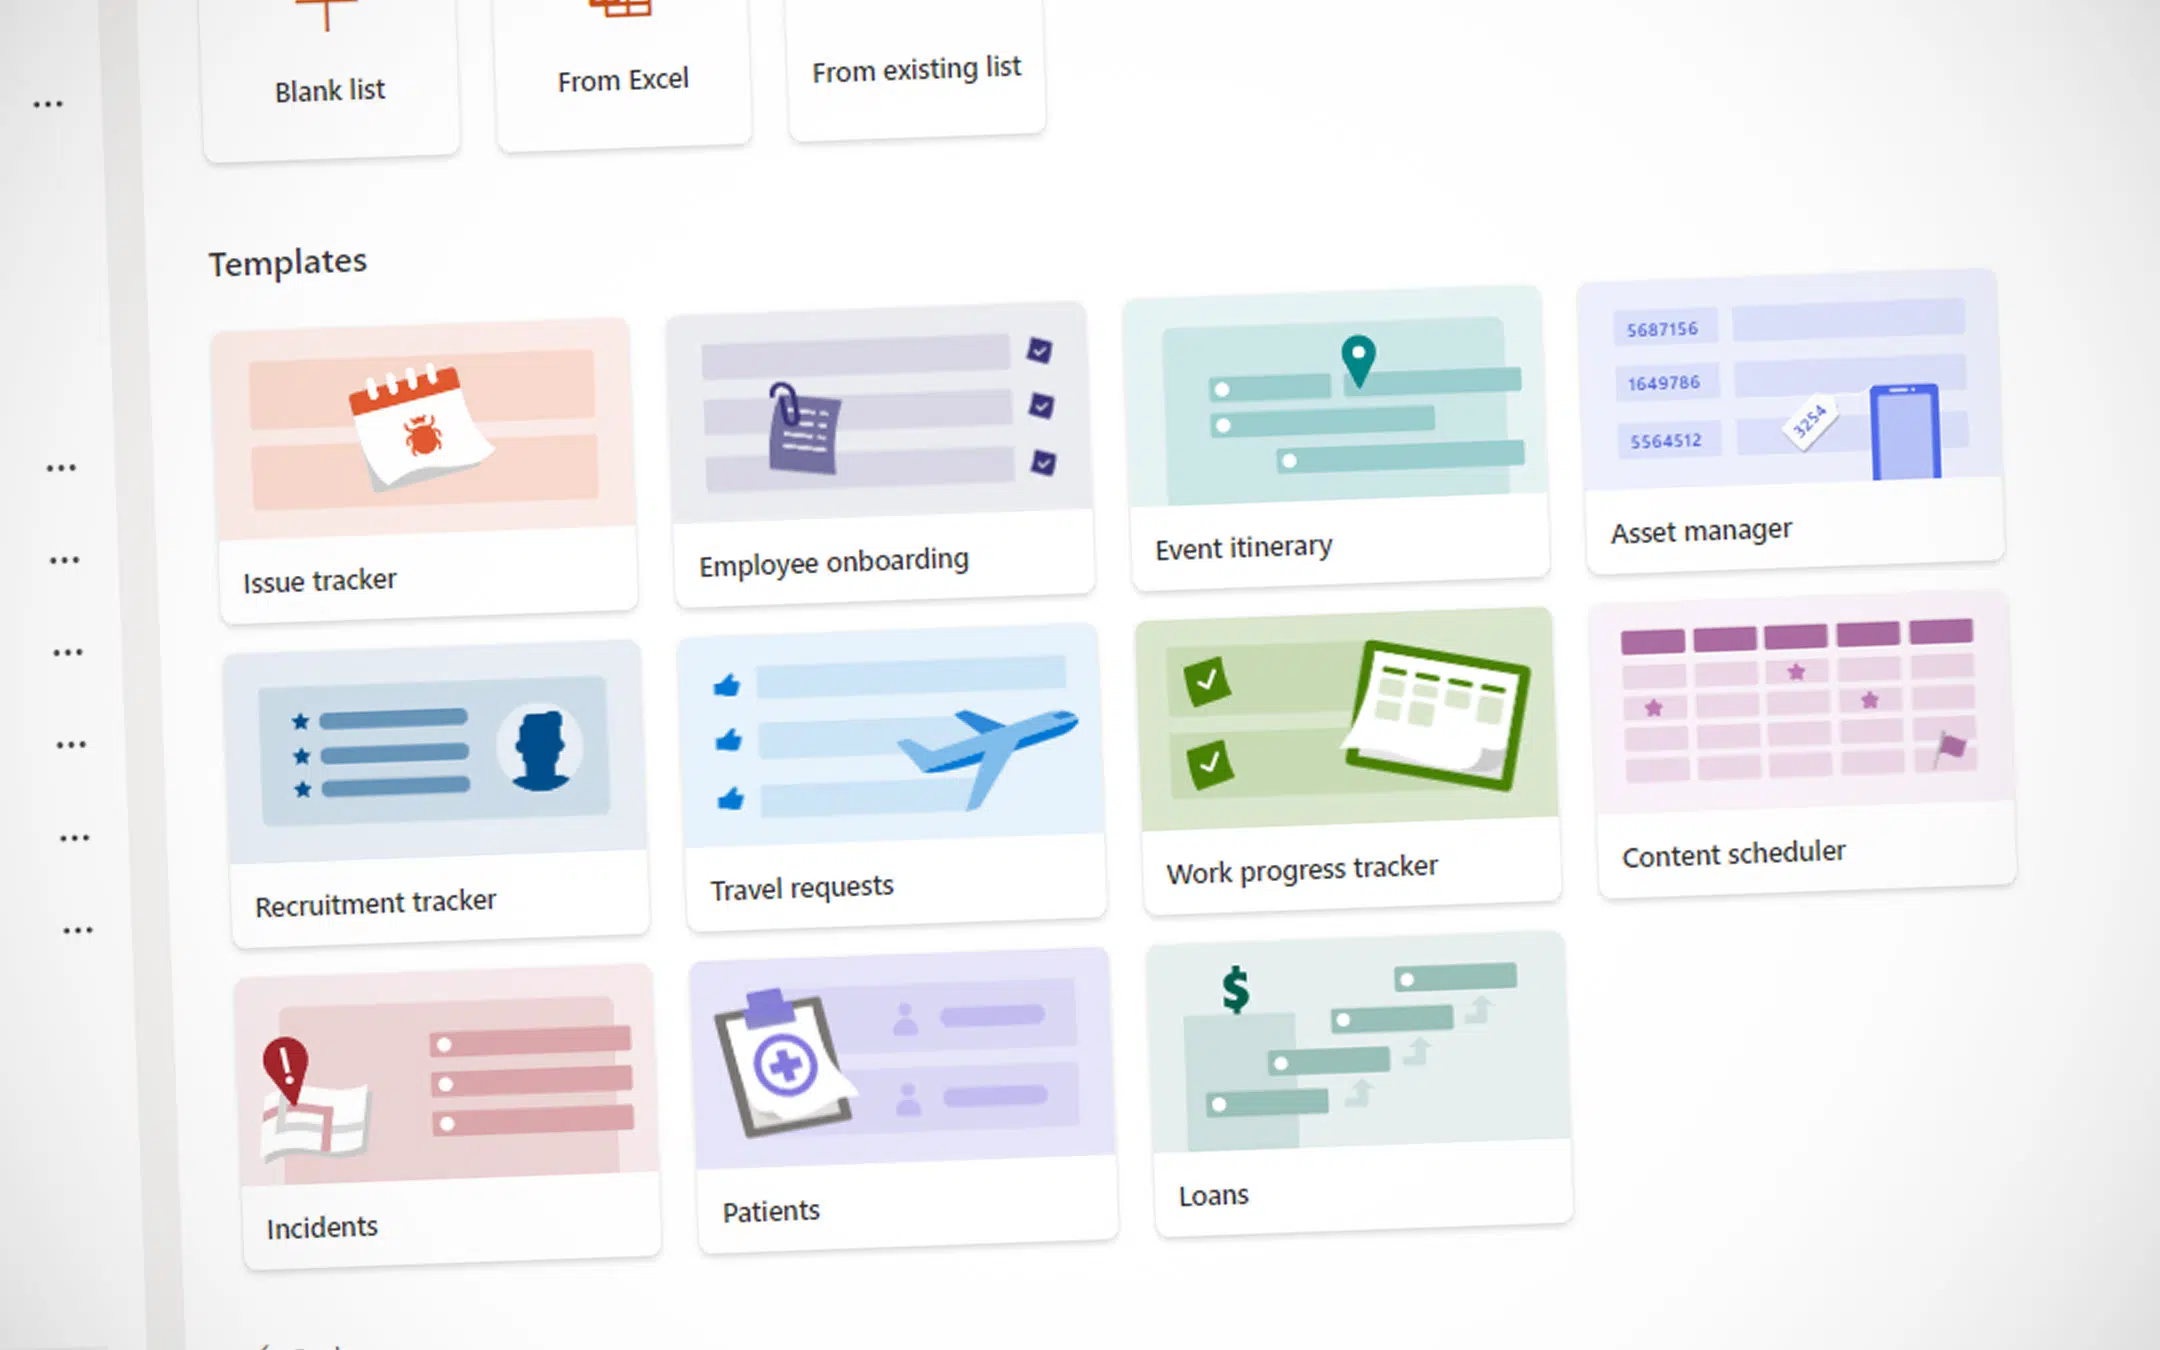 Blank list
From Excel
From existing list
Templates
5687156
1649786
5564512
3254
Issue tracker
Employee onboarding
Event itinerary
Asset manager
Recruitment tracker
Travel requests
Work progress tracker
Content scheduler
$
!
Incidents
Patients
Loans